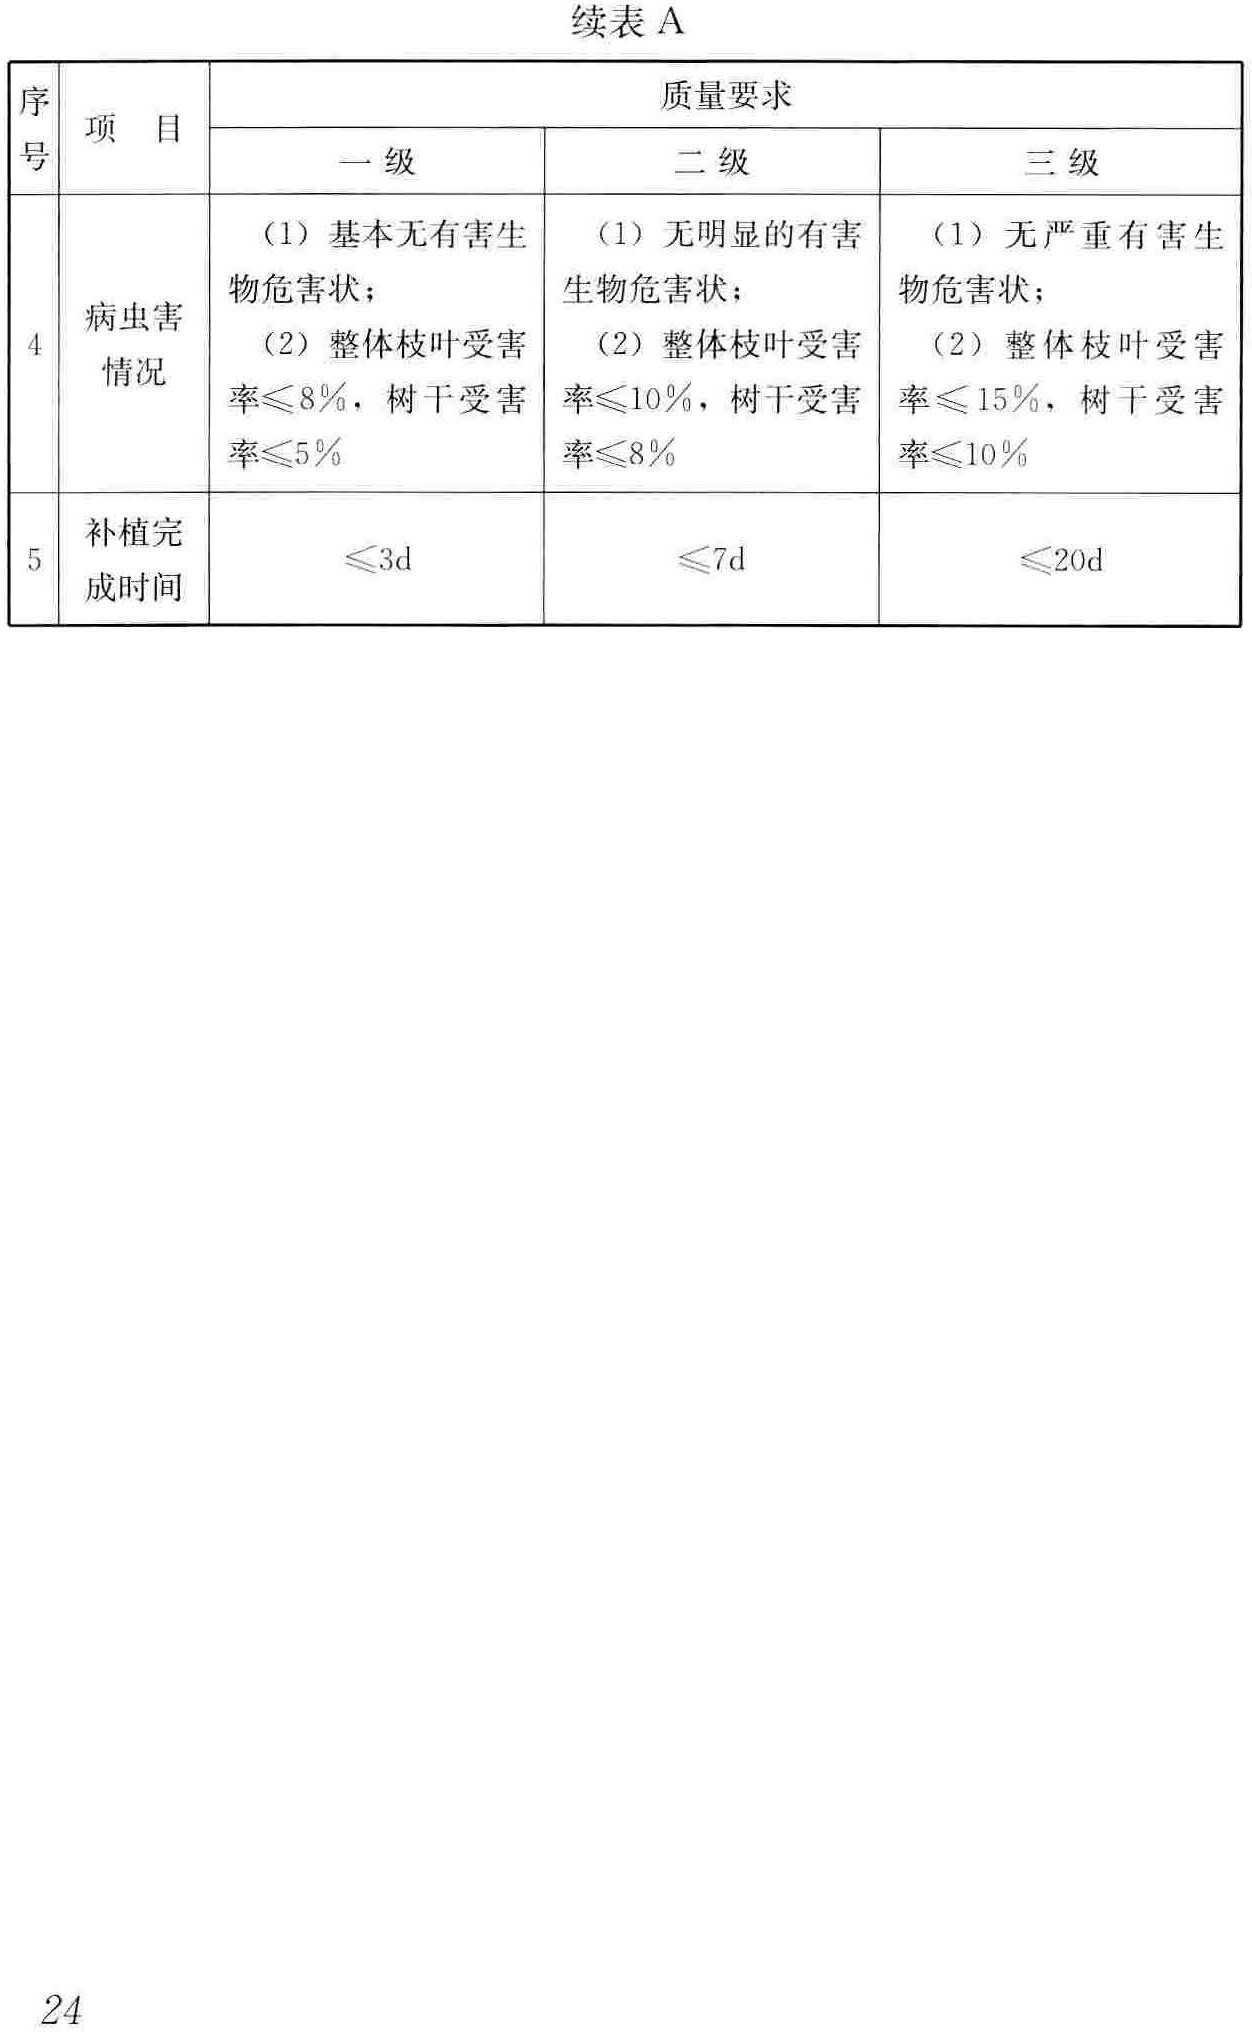 续表 A
序号
项 目
质量要求
一 级
二 级
三 级
4
病虫害
情况
（1）基本无有害生
物危害状；
（2）整体枝叶受害
率≤8%，树干受害
率≤5%
（1）无明显的有害
生物危害状；
（2）整体枝叶受害
率≤10%，树干受害
率≤8%
（1）无严重有害生
物危害状；
（2）整体枝叶受害
率≤15%，树干受害
率≤10%
5
补植完
成时间
≤3d
≤7d
≤20d
24